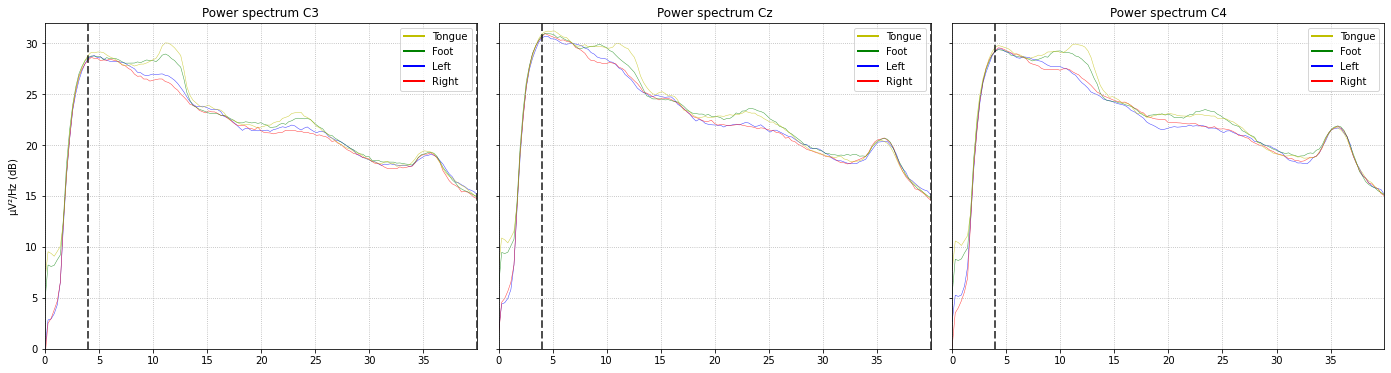 Power spectrum C3
Power spectrum Cz
Power spectrum C4
µV²/Hz (dB)
30
25
20
15
10
5
0
Tongue
Foot
Left
Right
Tongue
Foot
Left
Right
Tongue
Foot
Left
Right
0 5 10 15 20 25 30 35
0 5 10 15 20 25 30 35
0 5 10 15 20 25 30 35